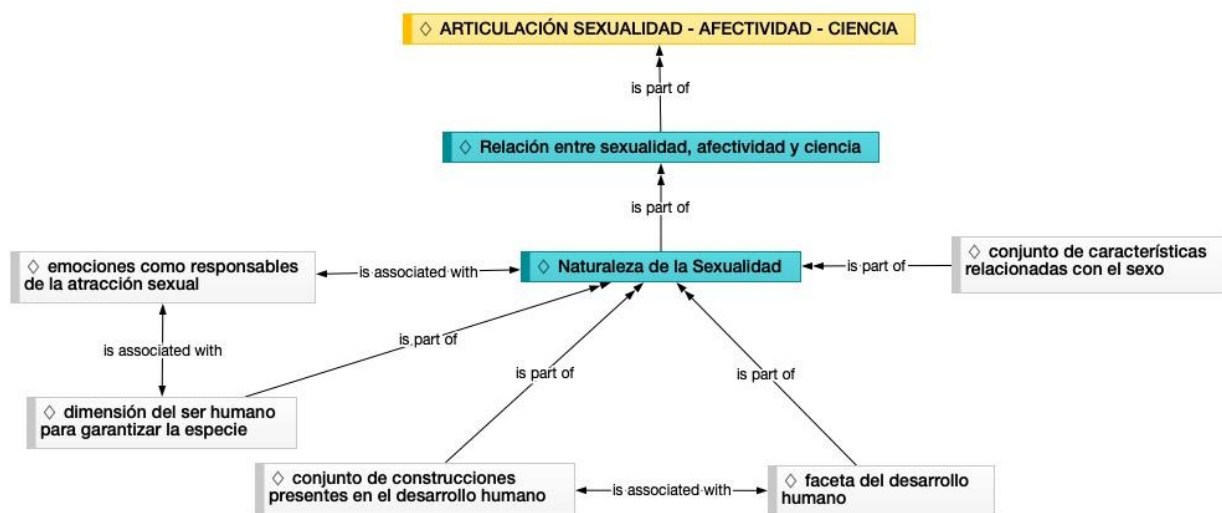 ◇ ARTICULACIÓN SEXUALIDAD - AFECTIVIDAD - CIENCIA
is part of
◇ Relación entre sexualidad, afectividad y ciencia
is part of
◇ emociones como responsables
de la atracción sexual
is associated with
◇ Naturaleza de la Sexualidad
is part of
◇ conjunto de características
relacionadas con el sexo
is associated with
is part of
is part of
is part of
◇ dimensión del ser humano
para garantizar la especie
◇ conjunto de construcciones
presentes en el desarrollo humano
is associated with
◇ faceta del desarrollo
humano